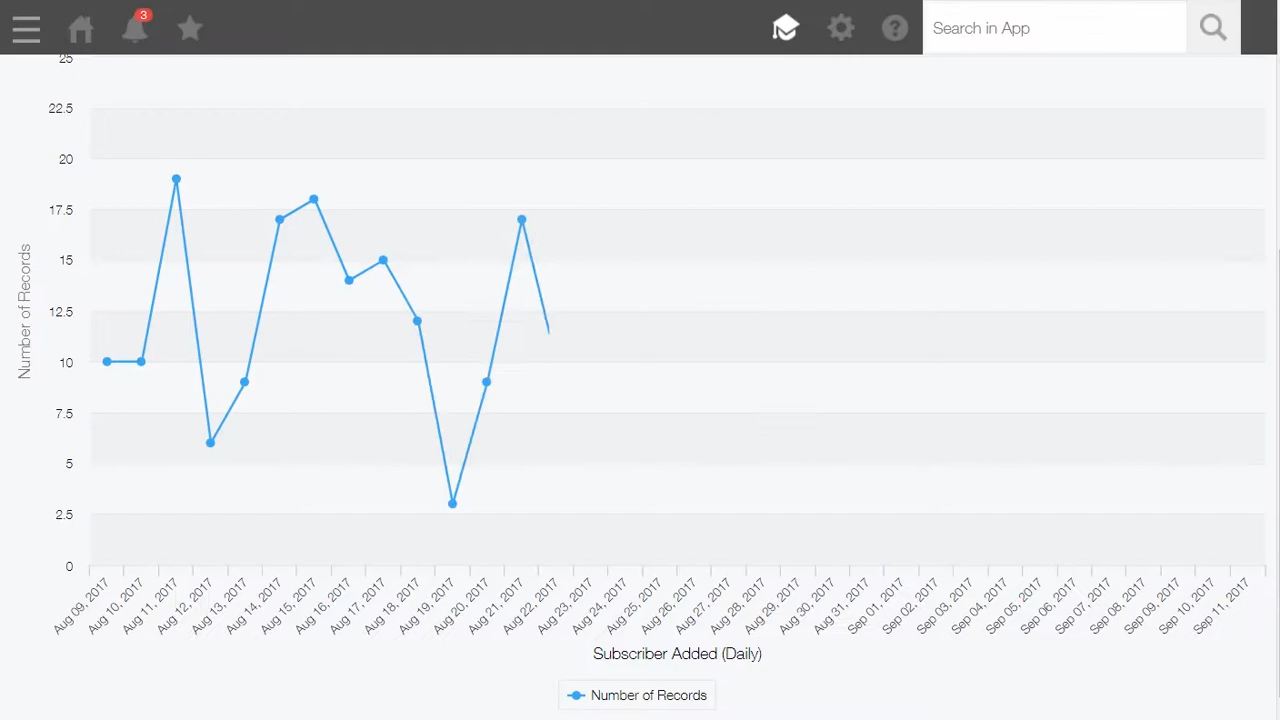 3
Search in App
25
22.5
20
17.5
15
12.5
10
7.5
5
2.5
0
Number of Records
Aug 09, 2017
Aug 10, 2017
Aug 11, 2017
Aug 12, 2017
Aug 13, 2017
Aug 14, 2017
Aug 15, 2017
Aug 16, 2017
Aug 17, 2017
Aug 18, 2017
Aug 19, 2017
Aug 20, 2017
Aug 21, 2017
Aug 22, 2017
Aug 23, 2017
Aug 24, 2017
Aug 25, 2017
Aug 26, 2017
Aug 27, 2017
Aug 28, 2017
Aug 29, 2017
Aug 30, 2017
Aug 31, 2017
Sep 01, 2017
Sep 02, 2017
Sep 03, 2017
Sep 04, 2017
Sep 05, 2017
Sep 06, 2017
Sep 07, 2017
Sep 08, 2017
Sep 09, 2017
Sep 10, 2017
Sep 11, 2017
Subscriber Added (Daily)
Number of Records